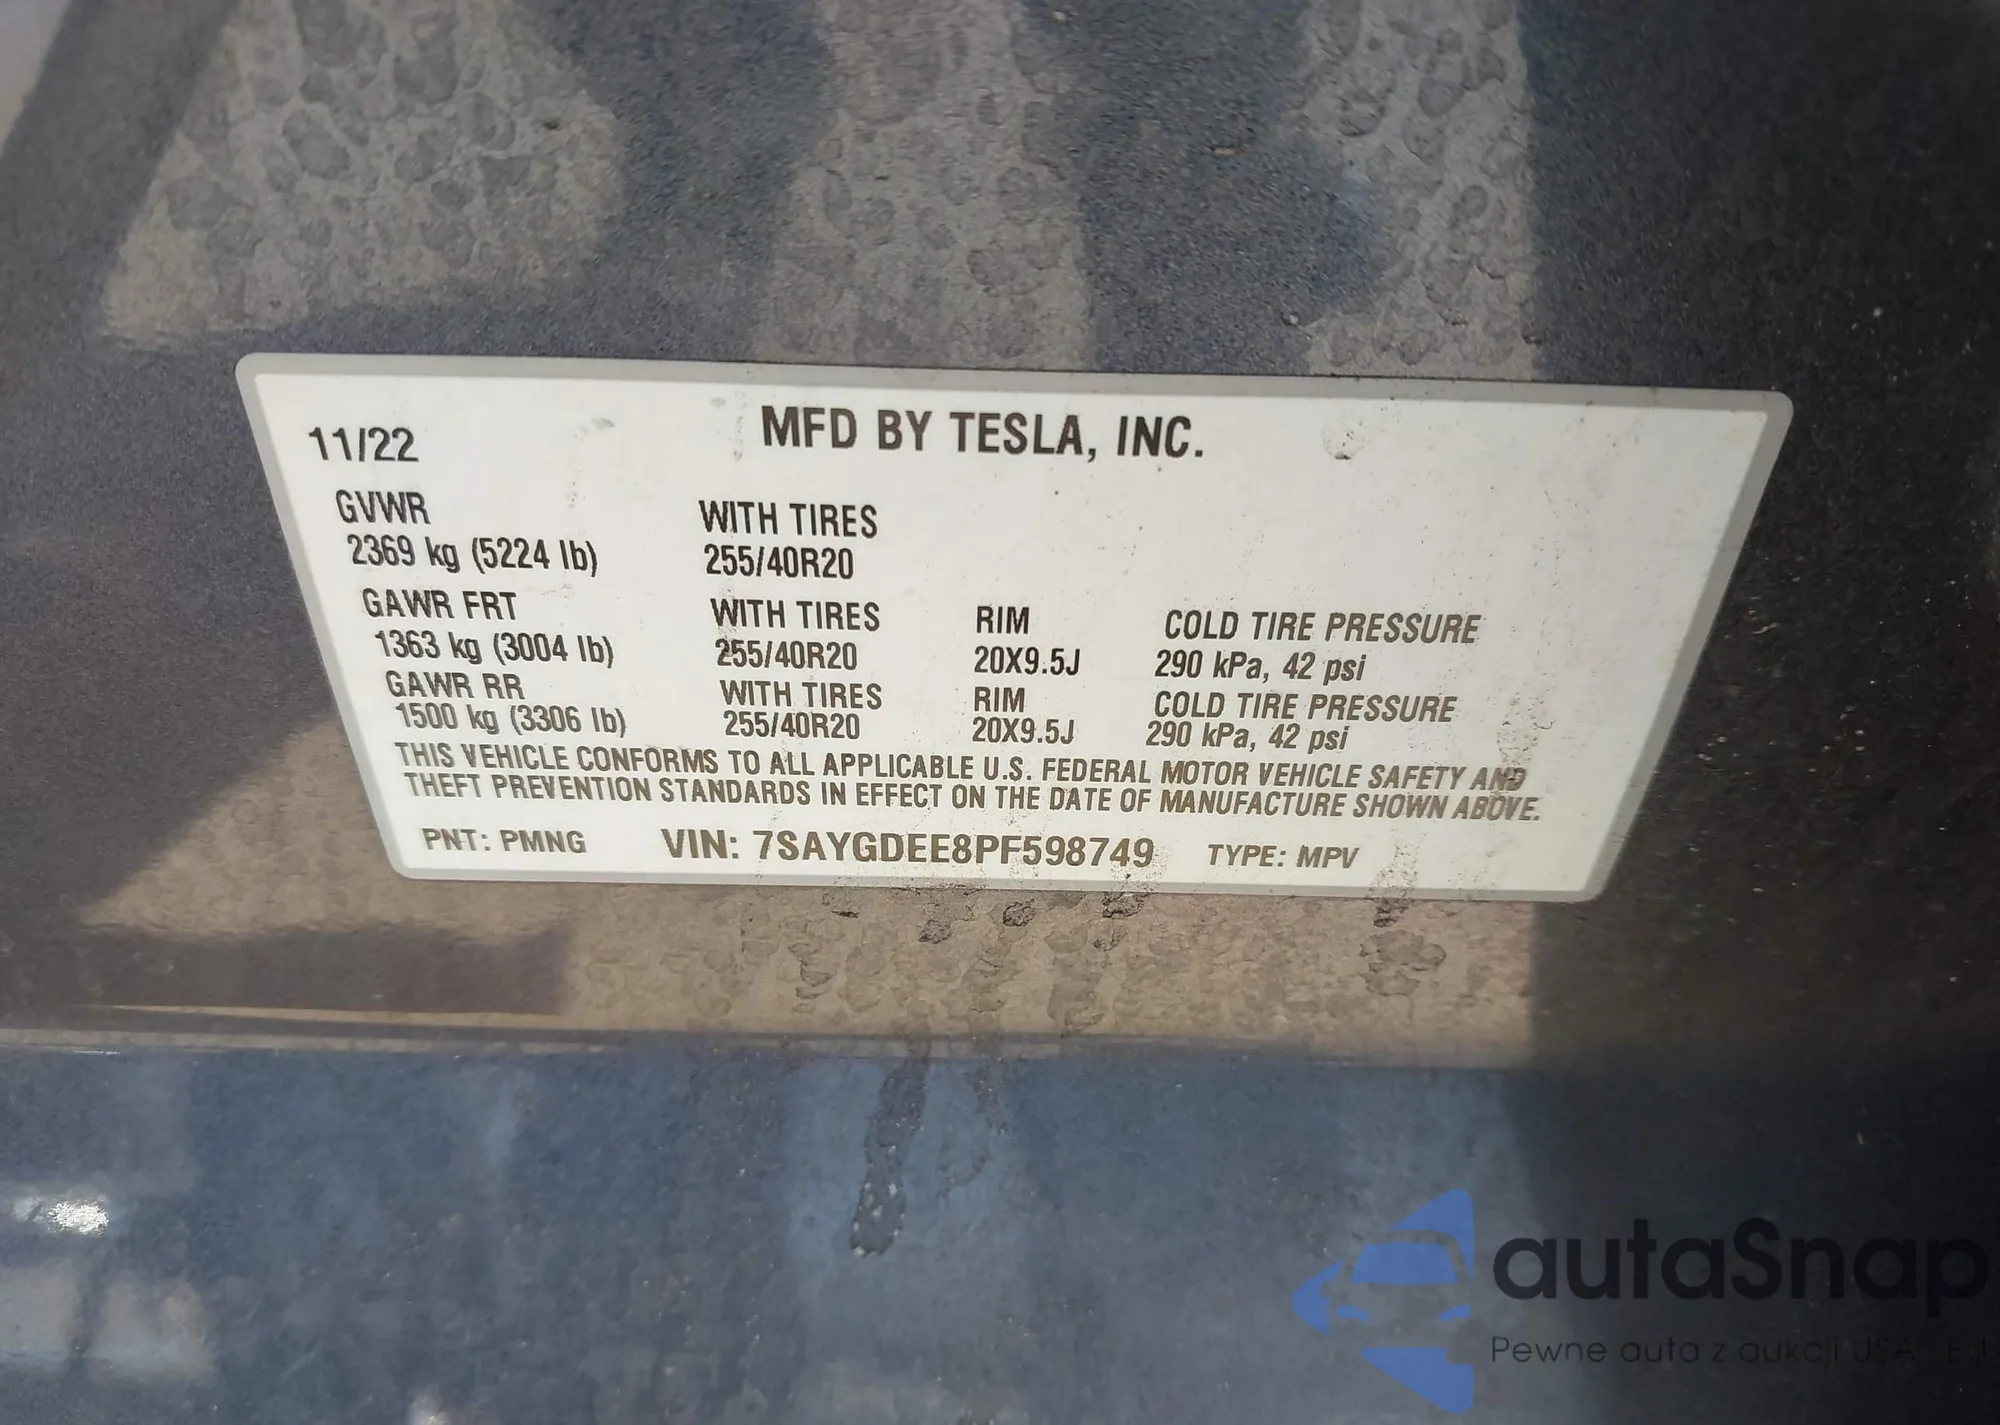 MFD BY TESLA, INC.
11/22
GVWR WITH TIRES
2369 kg (5224 lb) 255/40R20
GAWR FRT WITH TIRES RIM COLD TIRE PRESSURE
1363 kg (3004 lb) 255/40R20 20X9.5J 290 kPa, 42 psi
GAWR RR WITH TIRES RIM COLD TIRE PRESSURE
1500 kg (3306 lb) 255/40R20 20X9.5J 290 kPa, 42 psi
THIS VEHICLE CONFORMS TO ALL APPLICABLE U.S. FEDERAL MOTOR VEHICLE SAFETY AND
THEFT PREVENTION STANDARDS IN EFFECT ON THE DATE OF MANUFACTURE SHOWN ABOVE.
PNT: PMNG VIN: 7SAYGDEE8PF598749 TYPE: MPV
autaSnap
Pewne auta z aukcji USA